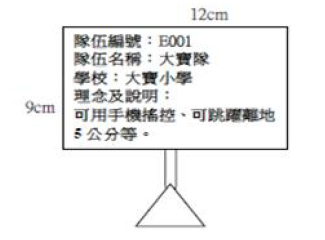 12cm
隊伍編號：E001
隊伍名稱：大寶隊
學校：大寶小學
理念及說明：
9cm
可用手機搖控、可跳躍離地
5 公分等。